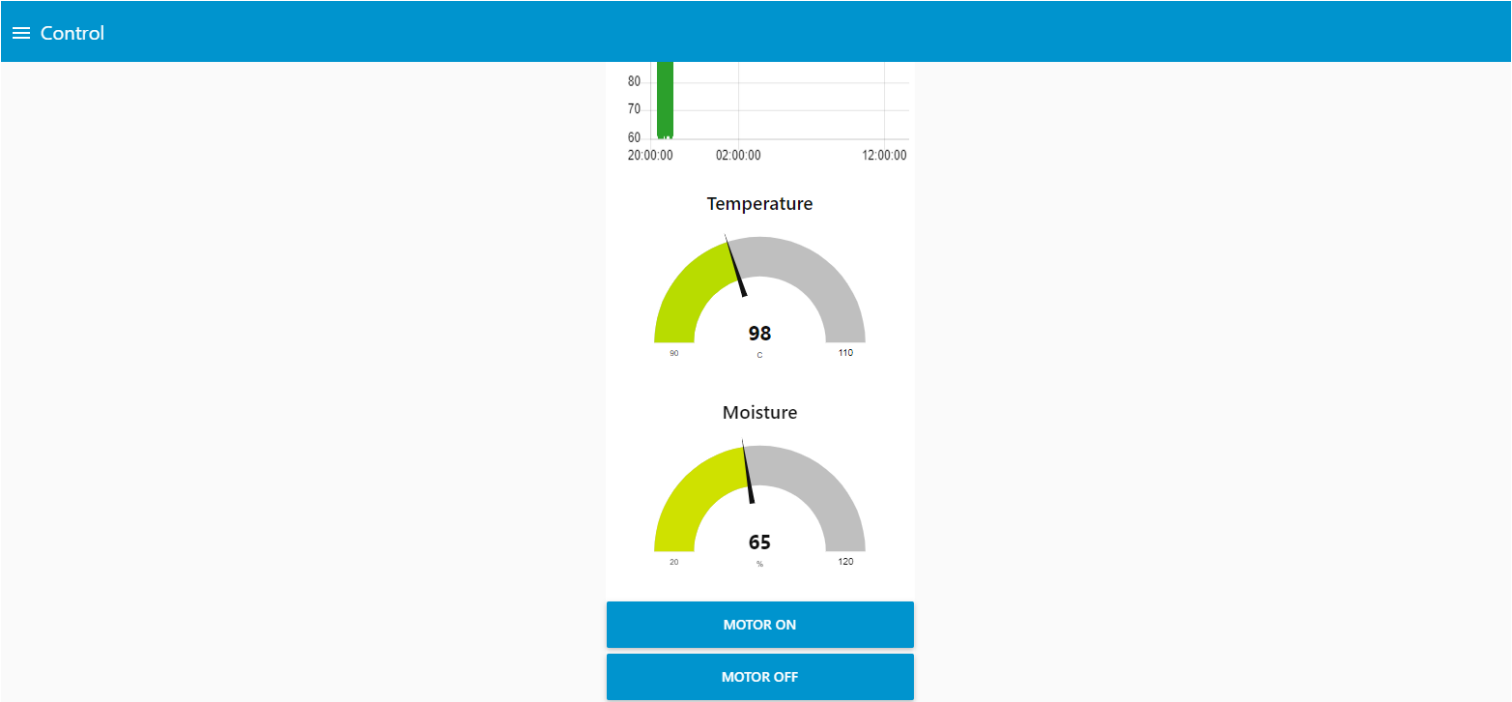 Control
80
70
60
20:00:00 02:00:00 12:00:00
Temperature
98
90 C 110
Moisture
65
20 % 120
MOTOR ON
MOTOR OFF